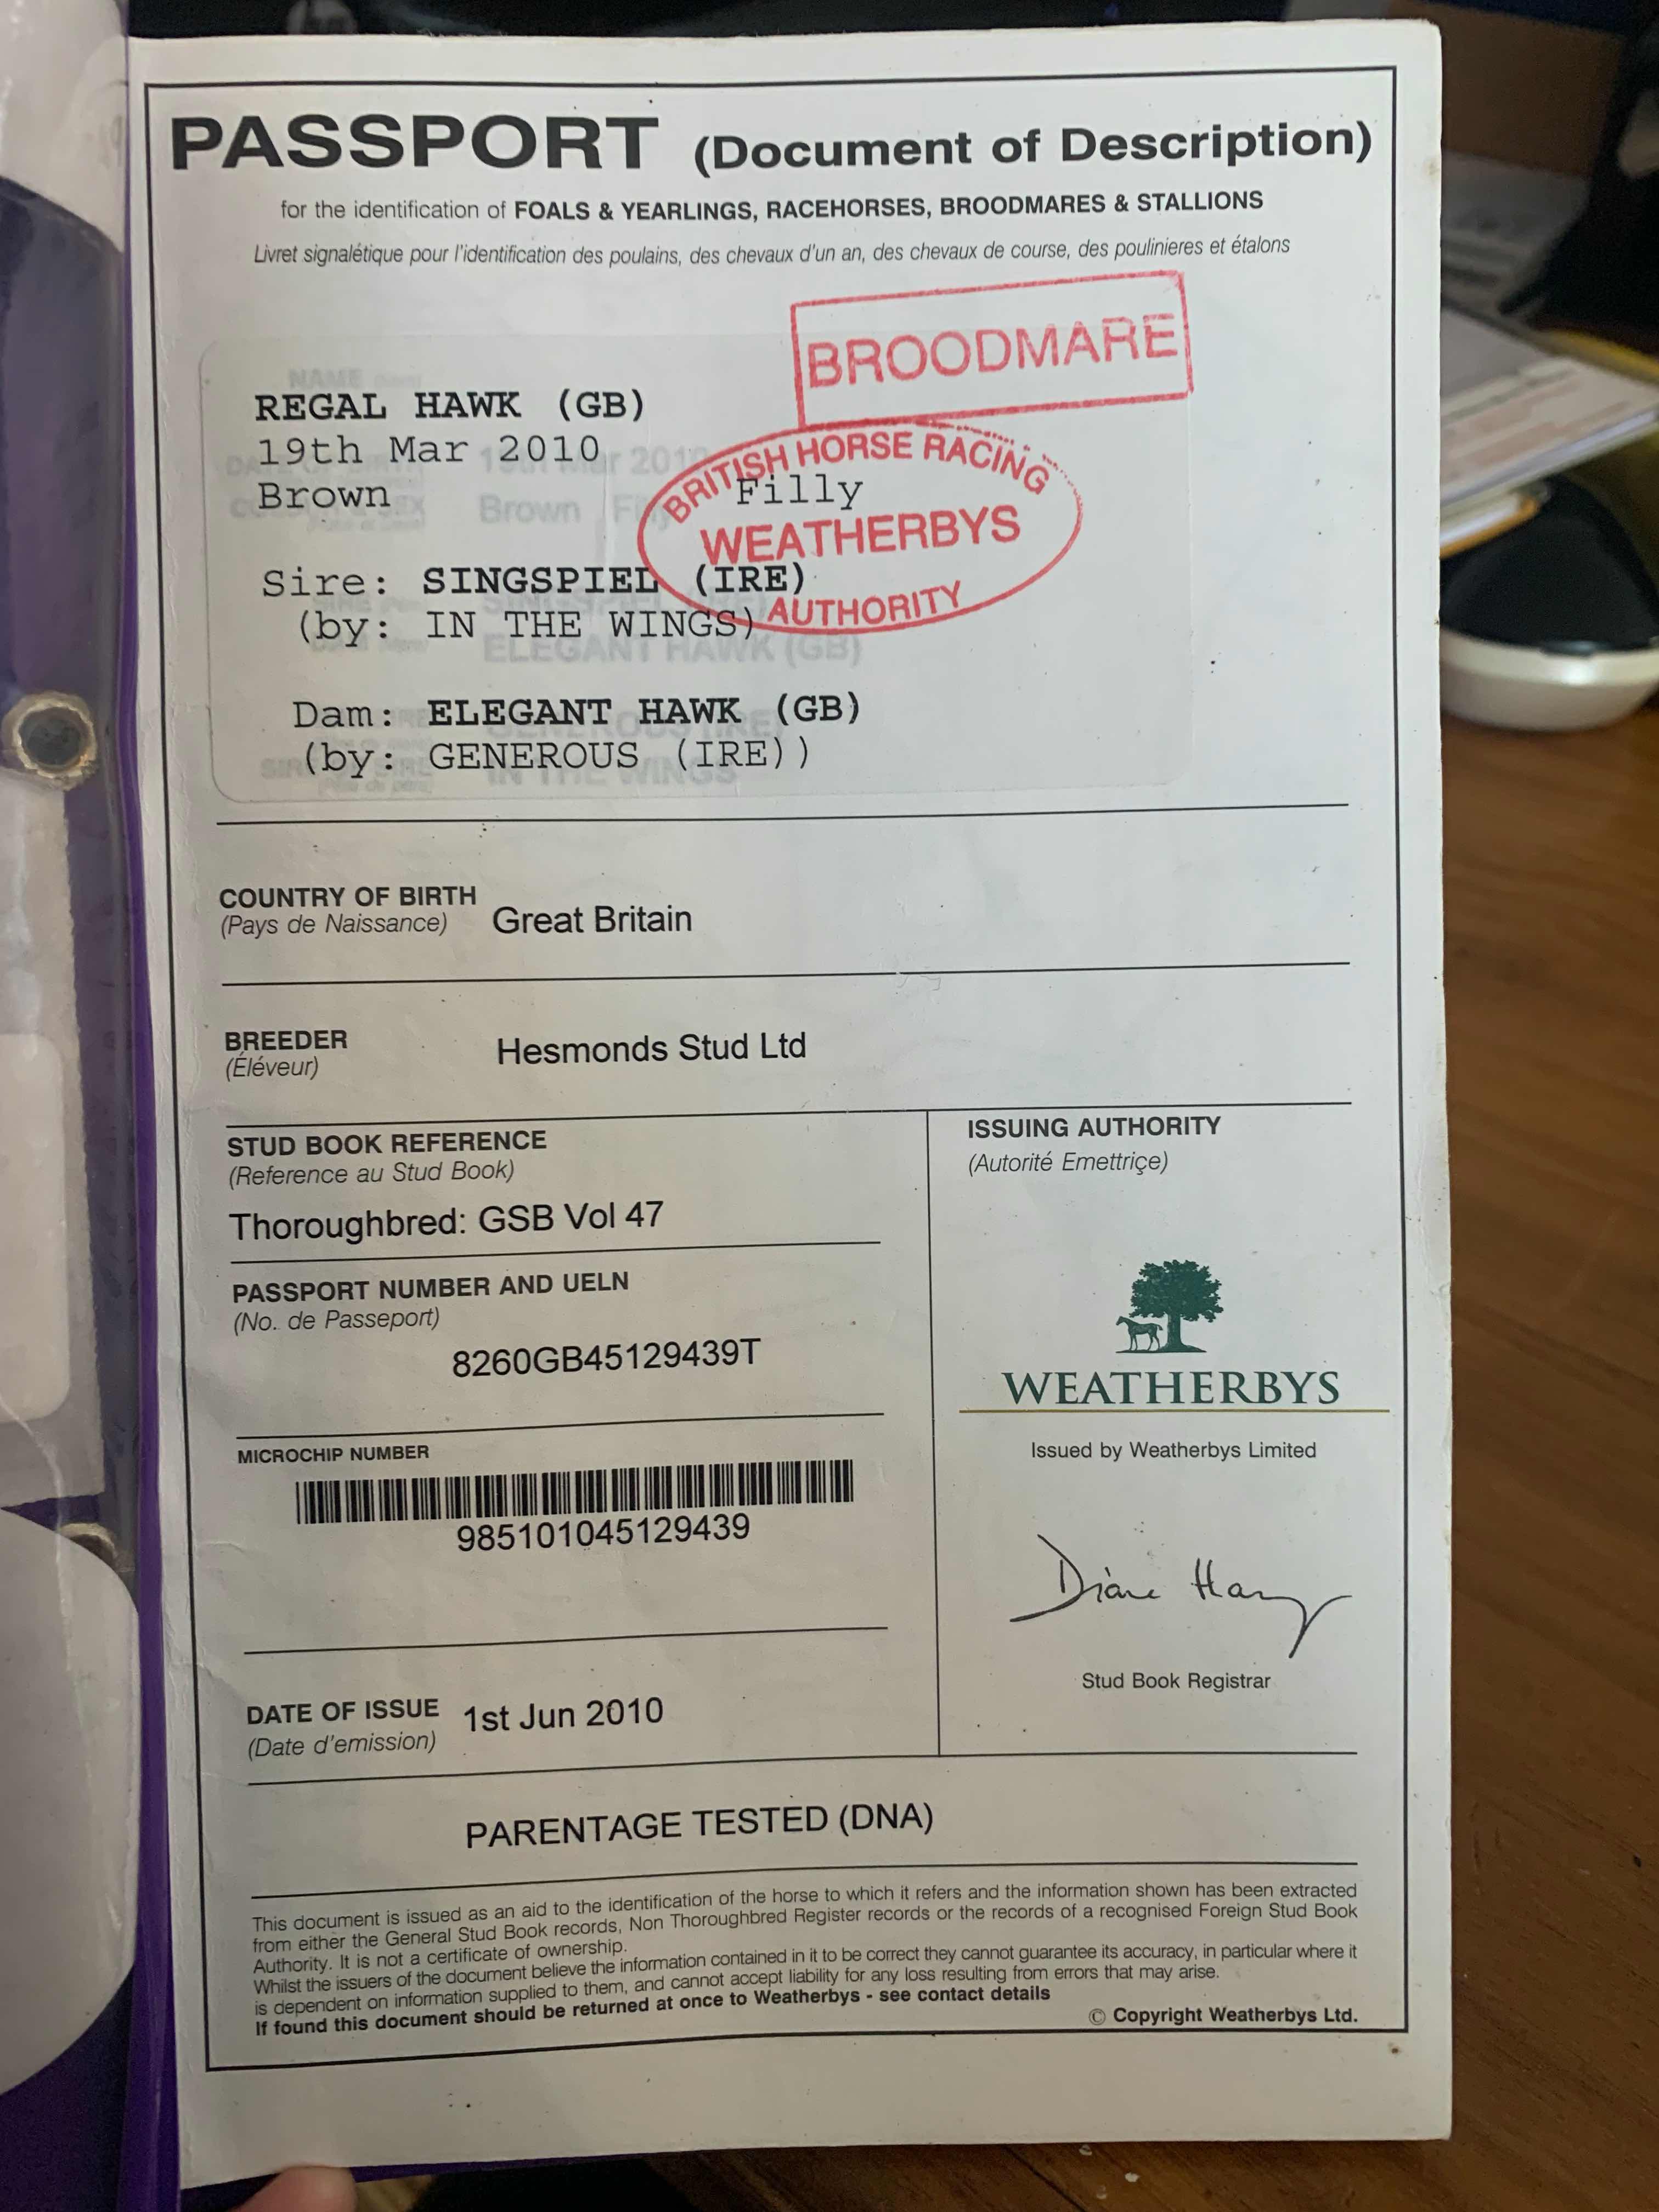 PASSPORT (Document of Description)
for the identification of FOALS & YEARLINGS, RACEHORSES, BROODMARES & STALLIONS
Livret signalétique pour l'identification des poulains, des chevaux d'un an, des chevaux de course, des poulinieres et étalons
BROODMARE
REGAL HAWK (GB)
19th Mar 2010
Brown Filly
BRITISH HORSE RACING
WEATHERBYS
AUTHORITY
Sire: SINGSPIEL (IRE)
(by: IN THE WINGS)
Dam: ELEGANT HAWK (GB)
(by: GENEROUS (IRE))
COUNTRY OF BIRTH Great Britain
(Pays de Naissance)
BREEDER Hesmonds Stud Ltd
(Éléveur)
STUD BOOK REFERENCE
(Reference au Stud Book)
Thoroughbred: GSB Vol 47
PASSPORT NUMBER AND UELN
(No. de Passeport)
8260GB45129439T
MICROCHIP NUMBER
985101045129439
DATE OF ISSUE 1st Jun 2010
(Date d'emission)
ISSUING AUTHORITY
(Autorité Emettriçe)
WEATHERBYS
Issued by Weatherbys Limited
Diane Han
Stud Book Registrar
PARENTAGE TESTED (DNA)
This document is issued as an aid to the identification of the horse to which it refers and the information shown has been extracted
from either the General Stud Book records, Non Thoroughbred Register records or the records of a recognised Foreign Stud Book
Authority. It is not a certificate of ownership.
Whilst the issuers of the document believe the information contained in it to be correct they cannot guarantee its accuracy, in particular where it
is dependent on information supplied to them, and cannot accept liability for any loss resulting from errors that may arise.
If found this document should be returned at once to Weatherbys - see contact details
© Copyright Weatherbys Ltd.